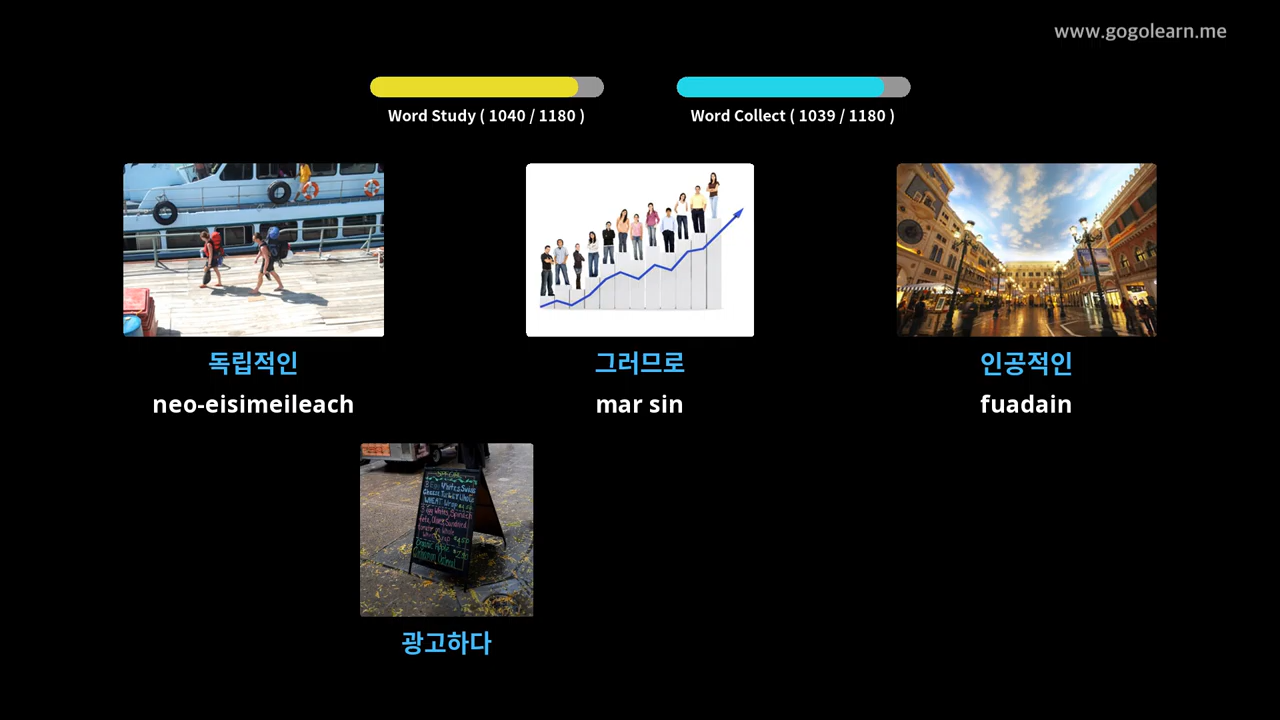 www.gogolearn.me
Word Study ( 1040 / 1180 )
Word Collect ( 1039 / 1180 )
독립적인
그러므로
인공적인
neo-eisimeileach
mar sin
fuadain
광고하다